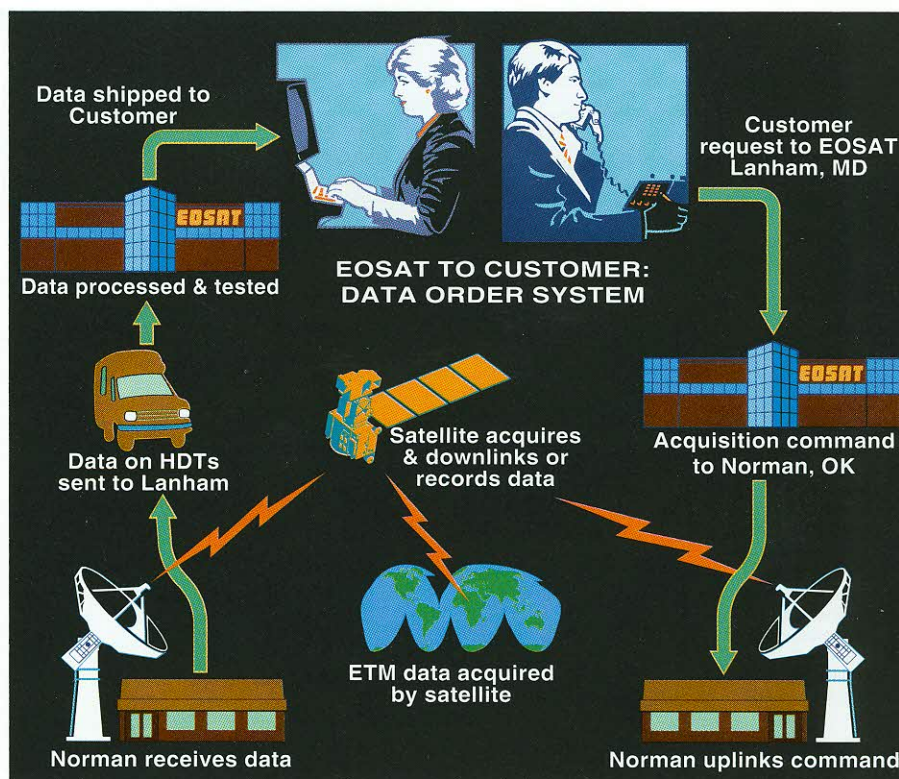 Data shipped to
Customer
Customer
request to EOSAT
Lanham, MD
EOSAT
Data processed & tested
EOSAT TO CUSTOMER:
DATA ORDER SYSTEM
EOSAT
Acquisition command
to Norman, OK
Satellite acquires
& downlinks or
records data
Data on HDTs
sent to Lanham
ETM data acquired
by satellite
Norman receives data
Norman uplinks command